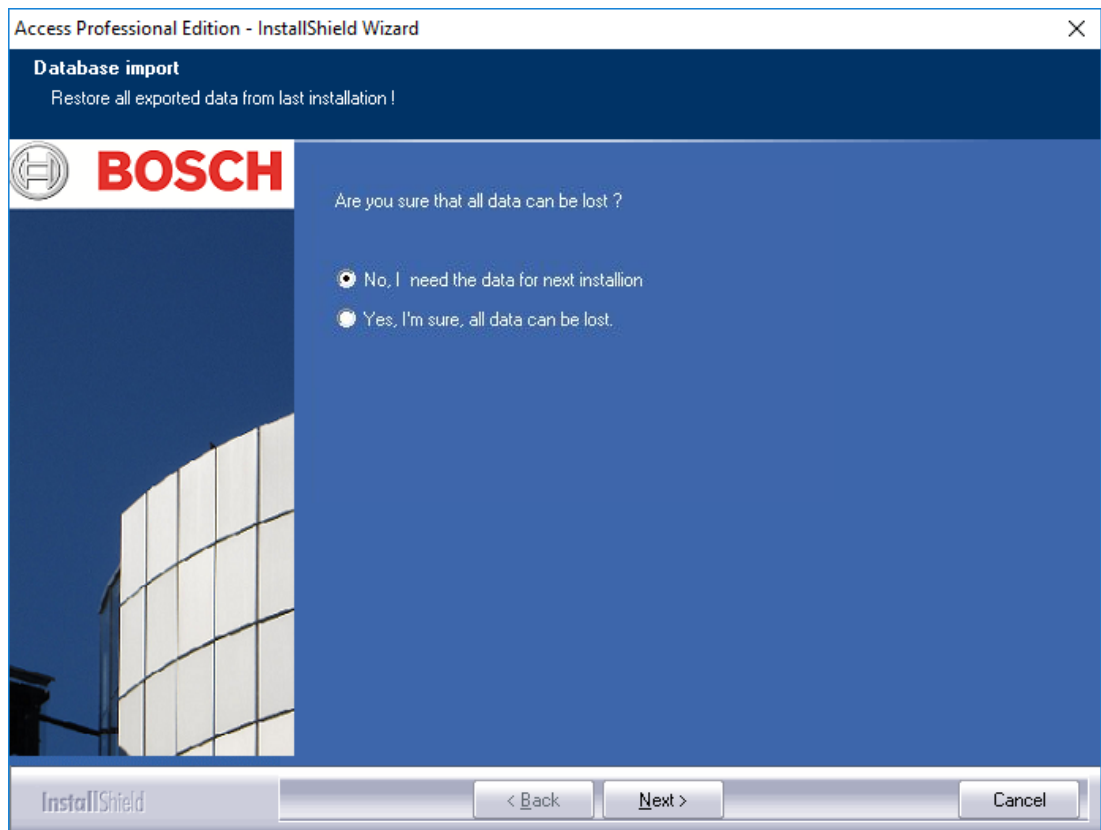 Access Professional Edition - InstallShield Wizard
Database import
Restore all exported data from last installation !
BOSCH
Are you sure that all data can be lost ?
No, I need the data for next installion
Yes, I'm sure, all data can be lost.
InstallShield
< Back
Next >
Cancel